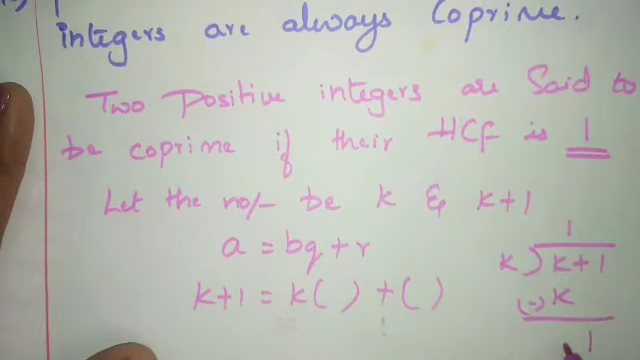 integers are always Coprime.
Two Positive integers are Said to
be coprime if their HCF is 1
Let the no/- be k & k+1
a = bq + r
k+1 = k( ) + ( )
1
k ) k+1
(-) k
1